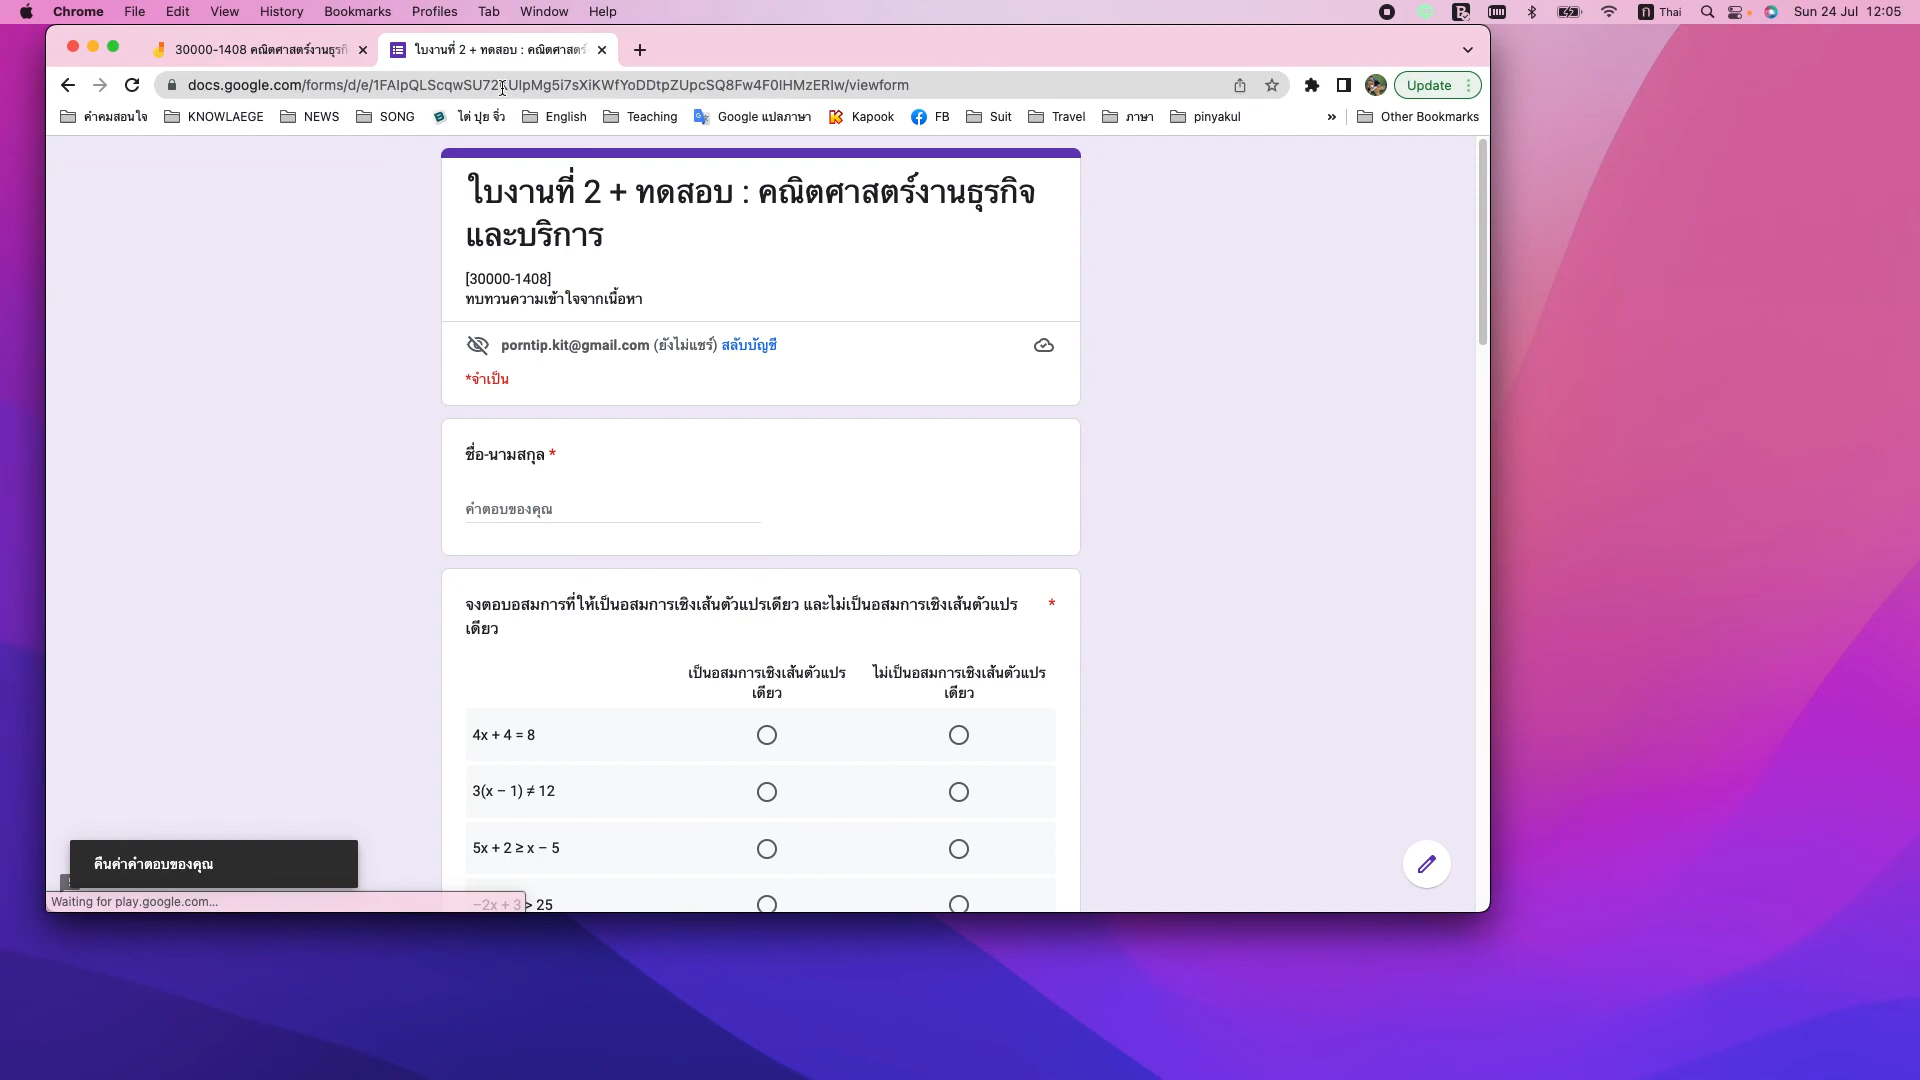 Chrome File Edit View History Bookmarks Profiles Tab Window Help
ก Thai Sun 24 Jul 12:05
30000-1408 คณิตศาสตร์งานธุรกิ
ใบงานที่ 2 + ทดสอบ : คณิตศาสตร์
docs.google.com/forms/d/e/
/viewform
Update
คำคมสอนใจ KNOWLAEGE NEWS SONG ไต่ ปุย จิ่ว English Teaching Google แปลภาษา Kapook FB Suit Travel ภาษา pinyakul » Other Bookmarks
ใบงานที่ 2 + ทดสอบ : คณิตศาสตร์งานธุรกิจ
และบริการ
[30000-1408]
ทบทวนความเข้าใจจากเนื้อหา
porntip.kit@gmail.com (ยังไม่แชร์) สลับบัญชี
*จำเป็น
ชื่อ-นามสกุล *
คำตอบของคุณ
จงตอบอสมการที่ให้เป็นอสมการเชิงเส้นตัวแปรเดียว และไม่เป็นอสมการเชิงเส้นตัวแปร *
เดียว
เป็นอสมการเชิงเส้นตัวแปร ไม่เป็นอสมการเชิงเส้นตัวแปร
เดียว เดียว
4x + 4 = 8
3(x – 1) ≠ 12
5x + 2 ≥ x – 5
–2x + 3 > 25
คืนค่าคำตอบของคุณ
Waiting for play.google.com...